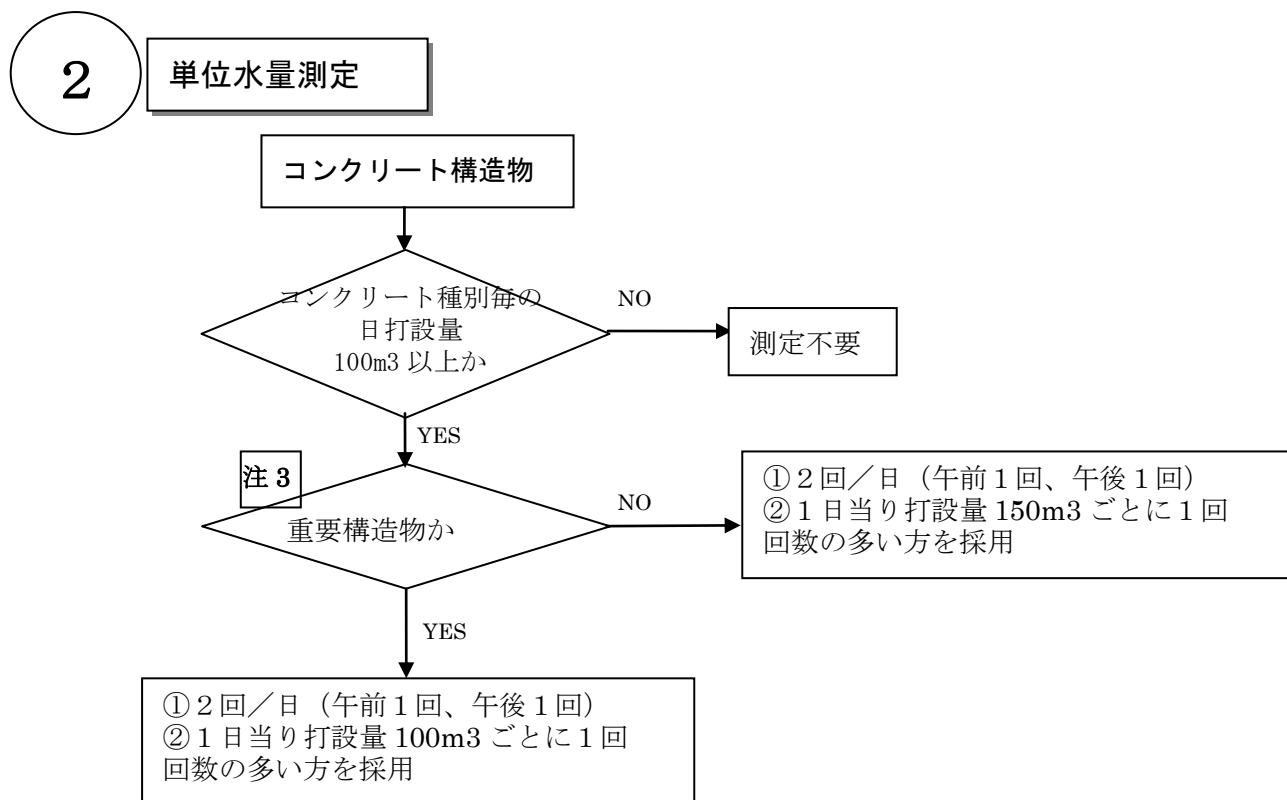 ２
単位水量測定
コンクリート構造物
コンクリート種別毎の
日打設量
100m3 以上か
NO
測定不要
YES
注３
重要構造物か
NO
①２回／日（午前１回、午後１回）
②１日当り打設量 150m3 ごとに１回
回数の多い方を採用
YES
①２回／日（午前１回、午後１回）
②１日当り打設量 100m3 ごとに１回
回数の多い方を採用